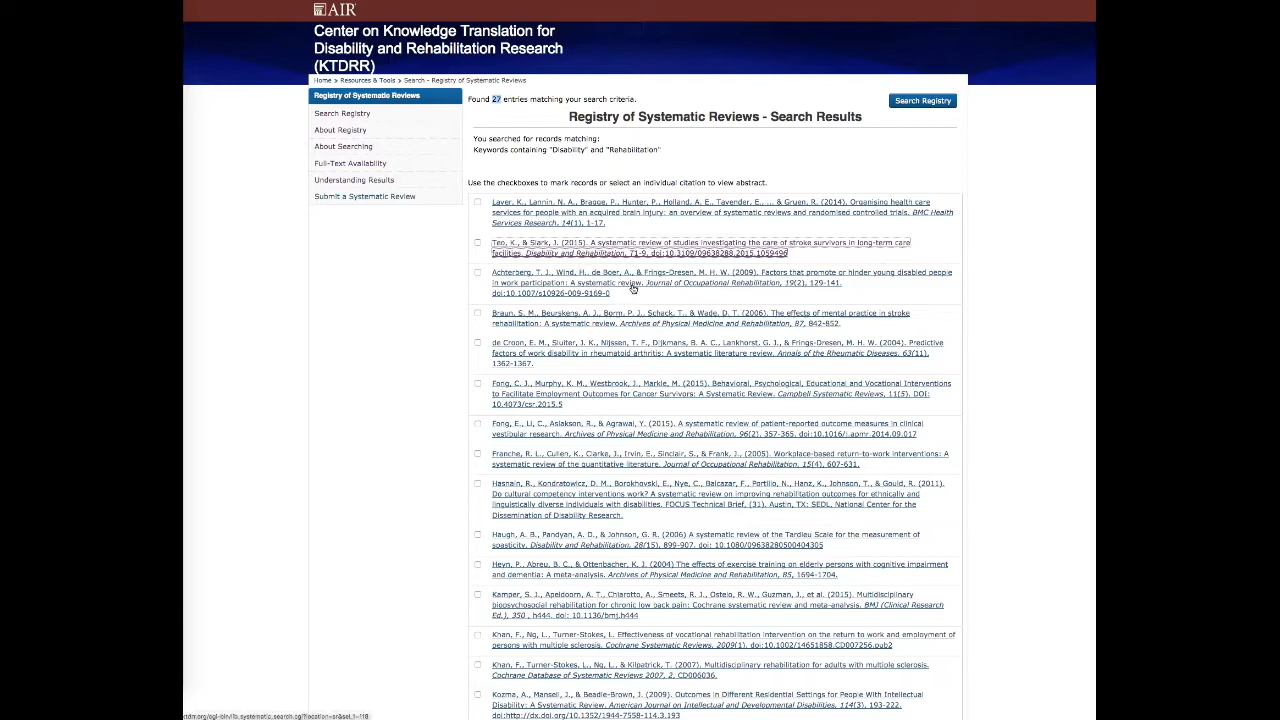 AIR
Center on Knowledge Translation for
Disability and Rehabilitation Research
(KTDRR)
Home » Resources & Tools » Search - Registry of Systematic Reviews
Registry of Systematic Reviews
Search Registry
About Registry
About Searching
Full-Text Availability
Understanding Results
Submit a Systematic Review
Found 27 entries matching your search criteria.
Search Registry
Registry of Systematic Reviews - Search Results
You searched for records matching:
Keywords containing "Disability" and "Rehabilitation"
Use the checkboxes to mark records or select an individual citation to view abstract.
Laver, K., Lannin, N. A., Bragge, P., Hunter, P., Holland, A. E., Tavender, E., ... & Gruen, R. (2014). Organising health care
services for people with an acquired brain injury: an overview of systematic reviews and randomised controlled trials. BMC Health
Services Research, 14(1), 1-17.
Teo, K., & Slark, J. (2015). A systematic review of studies investigating the care of stroke survivors in long-term care
facilities. Disability and Rehabilitation, 71-9. doi:10.3109/09638288.2015.1059496
Achterberg, T. J., Wind, H., de Boer, A., & Frings-Dresen, M. H. W. (2009). Factors that promote or hinder young disabled people
in work participation: A systematic review. Journal of Occupational Rehabilitation, 19(2), 129-141.
doi:10.1007/s10926-009-9169-0
Braun, S. M., Beurskens, A. J., Borm, P. J., Schack, T., & Wade, D. T. (2006). The effects of mental practice in stroke
rehabilitation: A systematic review. Archives of Physical Medicine and Rehabilitation, 87, 842-852.
de Croon, E. M., Sluiter, J. K., Nijssen, T. F., Dijkmans, B. A. C., Lankhorst, G. J., & Frings-Dresen, M. H. W. (2004). Predictive
factors of work disability in rheumatoid arthritis: A systematic literature review. Annals of the Rheumatic Diseases, 63(11),
1362-1367.
Fong, C. J., Murphy, K. M., Westbrook, J., Markle, M. (2015). Behavioral, Psychological, Educational and Vocational Interventions
to Facilitate Employment Outcomes for Cancer Survivors: A Systematic Review. Campbell Systematic Reviews, 11(5). DOI:
10.4073/csr.2015.5
Fong, E., Li, C., Aslakson, R., & Agrawal, Y. (2015). A systematic review of patient-reported outcome measures in clinical
vestibular research. Archives of Physical Medicine and Rehabilitation, 96(2). 357-365. doi:10.1016/j.apmr.2014.09.017
Franche, R. L., Cullen, K., Clarke, J., Irvin, E., Sinclair, S., & Frank, J., (2005). Workplace-based return-to-work interventions: A
systematic review of the quantitative literature. Journal of Occupational Rehabilitation, 15(4), 607-631.
Hasnain, R., Kondratowicz, D. M., Borokhovski, E., Nye, C., Balcazar, F., Portillo, N., Hanz, K., Johnson, T., & Gould, R. (2011).
Do cultural competency interventions work? A systematic review on improving rehabilitation outcomes for ethnically and
linguistically diverse individuals with disabilities. FOCUS Technical Brief, (31). Austin, TX: SEDL, National Center for the
Dissemination of Disability Research.
Haugh, A. B., Pandyan, A. D., & Johnson, G. R. (2006) A systematic review of the Tardieu Scale for the measurement of
spasticity. Disability and Rehabilitation, 28(15), 899-907. doi: 10.1080/09638280500404305
Heyn, P., Abreu, B. C., & Ottenbacher, K. J. (2004) The effects of exercise training on elderly persons with cognitive impairment
and dementia: A meta-analysis. Archives of Physical Medicine and Rehabilitation, 85, 1694-1704.
Kamper, S. J., Apeldoorn, A. T., Chiarotto, A., Smeets, R. J., Ostelo, R. W., Guzman, J., et al. (2015). Multidisciplinary
biopsychosocial rehabilitation for chronic low back pain: Cochrane systematic review and meta-analysis. BMJ (Clinical Research
Ed.), 350 , h444. doi: 10.1136/bmj.h444
Khan, F., Ng, L., Turner-Stokes, L. Effectiveness of vocational rehabilitation intervention on the return to work and employment of
persons with multiple sclerosis. Cochrane Systematic Reviews, 2009(1). doi:10.1002/14651858.CD007256.pub2
Khan, F., Turner-Stokes, L., Ng, L., & Kilpatrick, T. (2007). Multidisciplinary rehabilitation for adults with multiple sclerosis.
Cochrane Database of Systematic Reviews 2007, 2, CD006036.
Kozma, A., Mansell, J., & Beadle-Brown, J. (2009). Outcomes in Different Residential Settings for People With Intellectual
Disability: A Systematic Review. American Journal on Intellectual and Developmental Disabilities, 114(3), 193-222.
doi:http://dx.doi.org/10.1352/1944-7558-114.3.193